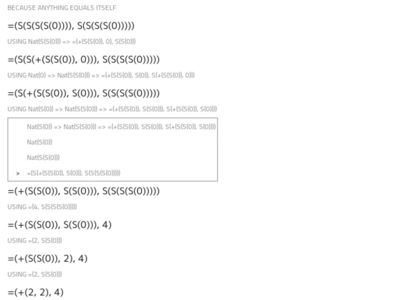 BECAUSE ANYTHING EQUALS ITSELF
=(S(S(S(S(0)))), S(S(S(S(0)))))
USING Nat(S(S(0))) => =(+(S(S(0)), 0), S(S(0)))
=(S(S(+(S(S(0)), 0))), S(S(S(S(0)))))
USING Nat(0) => Nat(S(S(0))) => =(+(S(S(0)), S(0)), S(+(S(S(0)), 0)))
=(S(+(S(S(0)), S(0))), S(S(S(S(0)))))
USING Nat(S(0)) => Nat(S(S(0))) => =(+(S(S(0)), S(S(0))), S(+(S(S(0)), S(0))))
Nat(S(0)) => Nat(S(S(0))) => =(+(S(S(0)), S(S(0))), S(+(S(S(0)), S(0))))
Nat(S(0))
Nat(S(S(0)))
> =(S(+(S(S(0)), S(0))), S(S(S(S(0)))))
=(+(S(S(0)), S(S(0))), S(S(S(S(0)))))
USING =(4, S(S(S(S(0)))))
=(+(S(S(0)), S(S(0))), 4)
USING =(2, S(S(0)))
=(+(S(S(0)), 2), 4)
USING =(2, S(S(0)))
=(+(2, 2), 4)